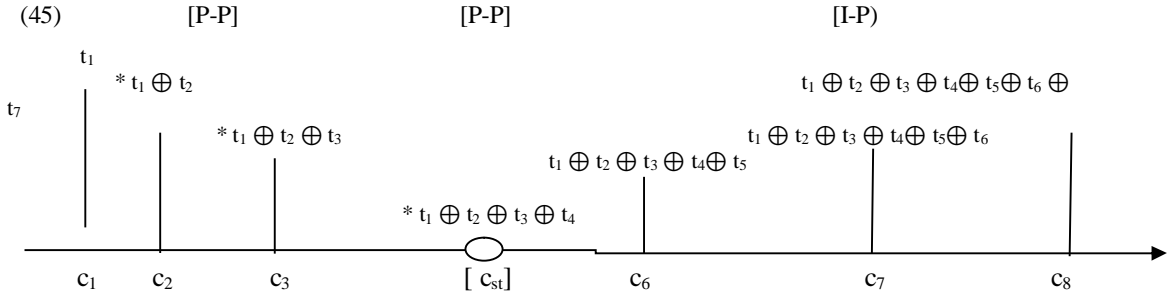 (45) [P-P] [P-P] [I-P)
t₁
* t₁ ⊕ t₂ t₁ ⊕ t₂ ⊕ t₃ ⊕ t₄⊕ t₅⊕ t₆ ⊕
t₇
* t₁ ⊕ t₂ ⊕ t₃ t₁ ⊕ t₂ ⊕ t₃ ⊕ t₄⊕ t₅⊕ t₆
t₁ ⊕ t₂ ⊕ t₃ ⊕ t₄⊕ t₅
* t₁ ⊕ t₂ ⊕ t₃ ⊕ t₄
c₁ c₂ c₃ [ cₛₜ] c₆ c₇ c₈